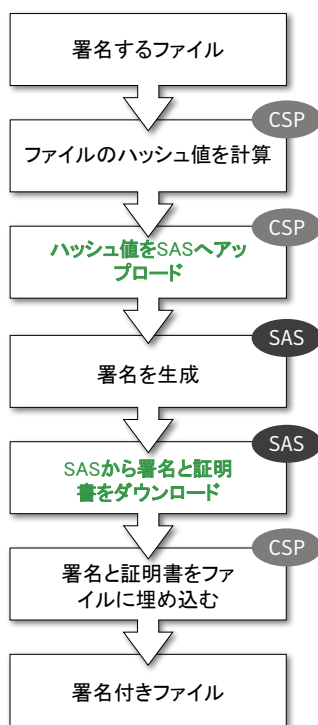 署名するファイル
CSP
ファイルのハッシュ値を計算
CSP
ハッシュ値をSASへアッ
プロード
SAS
署名を生成
SAS
SASから署名と証明
書をダウンロード
CSP
署名と証明書をファ
イルに埋め込む
署名付きファイル